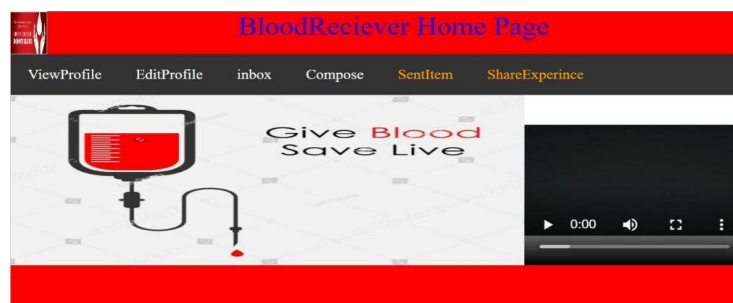 BloodReciever Home Page
ViewProfile EditProfile inbox Compose SentItem ShareExperince
Give Blood
Save Live
0:00